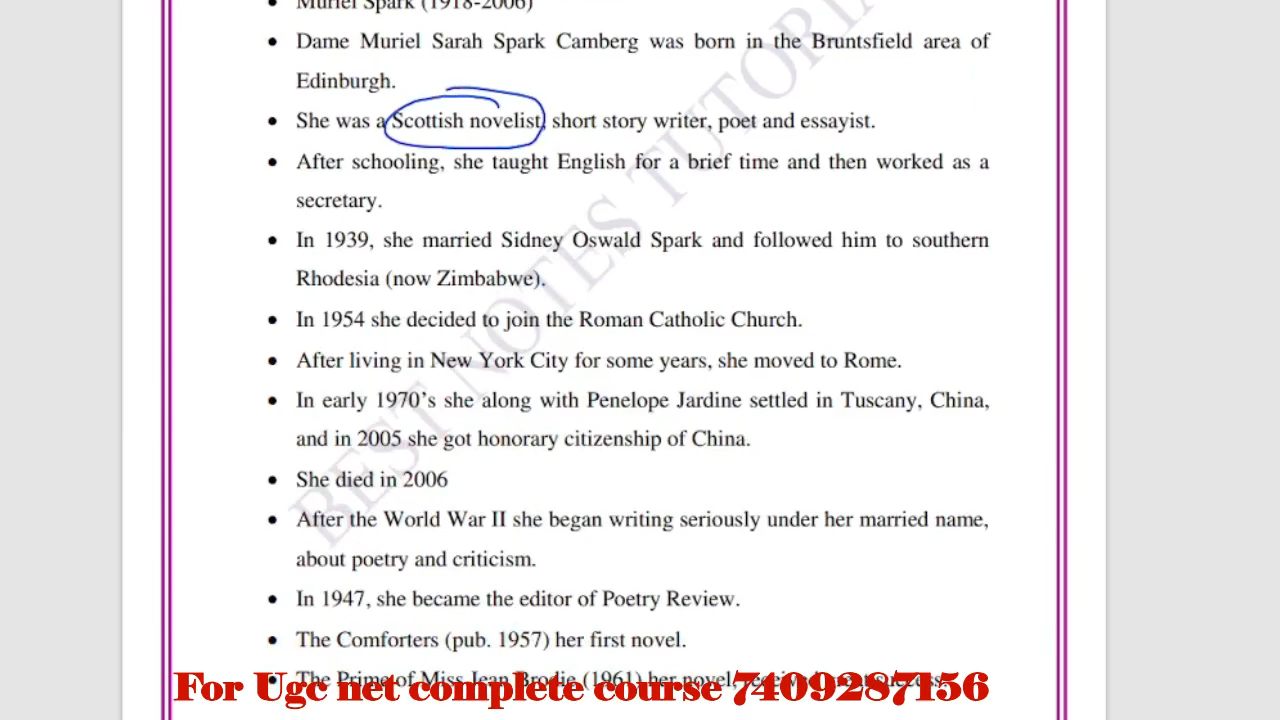 • Muriel Spark (1918-2006)
• Dame Muriel Sarah Spark Camberg was born in the Bruntsfield area of
Edinburgh.
• She was a Scottish novelist, short story writer, poet and essayist.
• After schooling, she taught English for a brief time and then worked as a
secretary.
• In 1939, she married Sidney Oswald Spark and followed him to southern
Rhodesia (now Zimbabwe).
• In 1954 she decided to join the Roman Catholic Church.
• After living in New York City for some years, she moved to Rome.
• In early 1970’s she along with Penelope Jardine settled in Tuscany, China,
and in 2005 she got honorary citizenship of China.
• She died in 2006
• After the World War II she began writing seriously under her married name,
about poetry and criticism.
• In 1947, she became the editor of Poetry Review.
• The Comforters (pub. 1957) her first novel.
• The Prime of Miss Jean Brodie (1961) her novel, received
For Ugc net complete course 7409287156
BEST NOTES TUTORIA